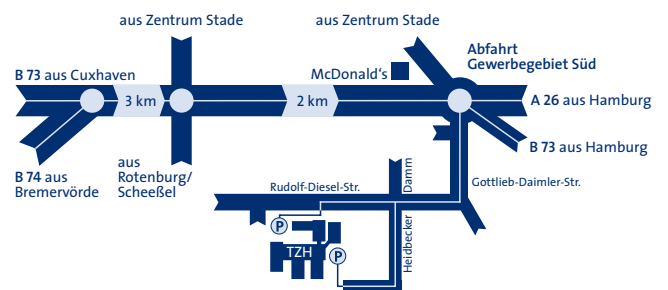 aus Zentrum Stade
aus Zentrum Stade
Abfahrt
Gewerbegebiet Süd
McDonald‘s
B 73 aus Cuxhaven
3 km
2 km
A 26 aus Hamburg
B 73 aus Hamburg
B 74 aus
Bremervörde
aus
Rotenburg/
Scheeßel
Rudolf-Diesel-Str.
Damm
Gottlieb-Daimler-Str.
Heidbecker
P
TZH
P